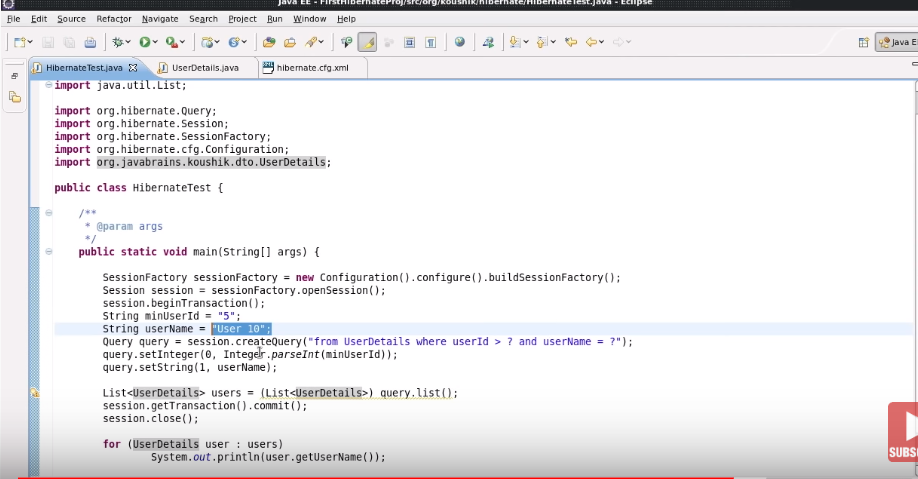 Java EE - FirstHibernateProj/src/org/koushik/hibernate/HibernateTest.java - Eclipse
File Edit Source Refactor Navigate Search Project Run Window Help
Java E
HibernateTest.java UserDetails.java hibernate.cfg.xml
import java.util.List;
import org.hibernate.Query;
import org.hibernate.Session;
import org.hibernate.SessionFactory;
import org.hibernate.cfg.Configuration;
import org.javabrains.koushik.dto.UserDetails;
public class HibernateTest {
/**
* @param args
*/
public static void main(String[] args) {
SessionFactory sessionFactory = new Configuration().configure().buildSessionFactory();
Session session = sessionFactory.openSession();
session.beginTransaction();
String minUserId = "5";
String userName = "User 10";
Query query = session.createQuery("from UserDetails where userId > ? and userName = ?");
query.setInteger(0, Integer.parseInt(minUserId));
query.setString(1, userName);
List<UserDetails> users = (List<UserDetails>) query.list();
session.getTransaction().commit();
session.close();
for (UserDetails user : users)
System.out.println(user.getUserName());
SUBS